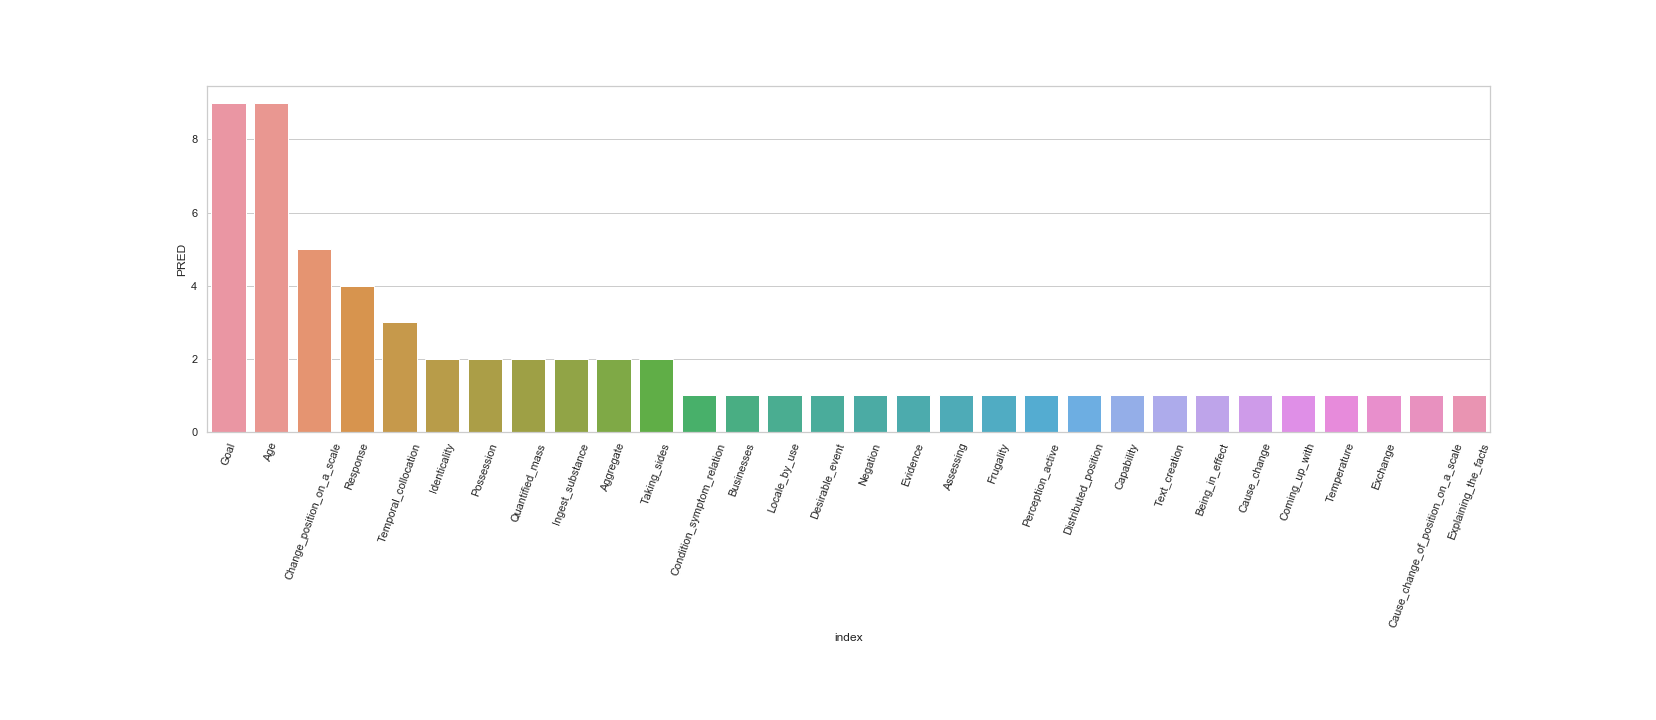 PRED
8
6
4
2
0
Goal
Age
Change_position_on_a_scale
Response
Temporal_collocation
Identicality
Possession
Quantified_mass
Ingest_substance
Aggregate
Taking_sides
Condition_symptom_relation
Businesses
Locale_by_use
Desirable_event
Negation
Evidence
Assessing
Frugality
Perception_active
Distributed_position
Capability
Text_creation
Being_in_effect
Cause_change
Coming_up_with
Temperature
Exchange
Cause_change_of_position_on_a_scale
Explaining_the_facts
index